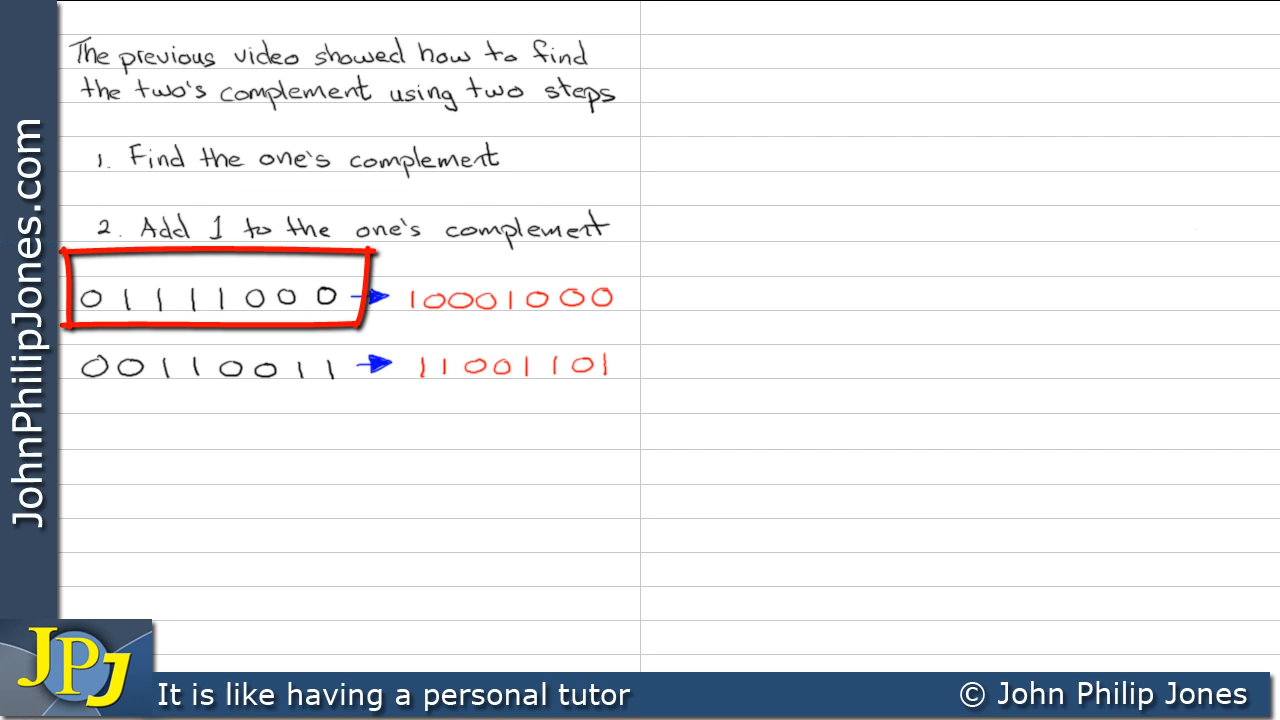 The previous video showed how to find
the two's complement using two steps
1. Find the one's complement
2. Add 1 to the one's complement
01111000 → 10001000
00110011 → 11001101
JohnPhilipJones.com
JPJ
It is like having a personal tutor
© John Philip Jones